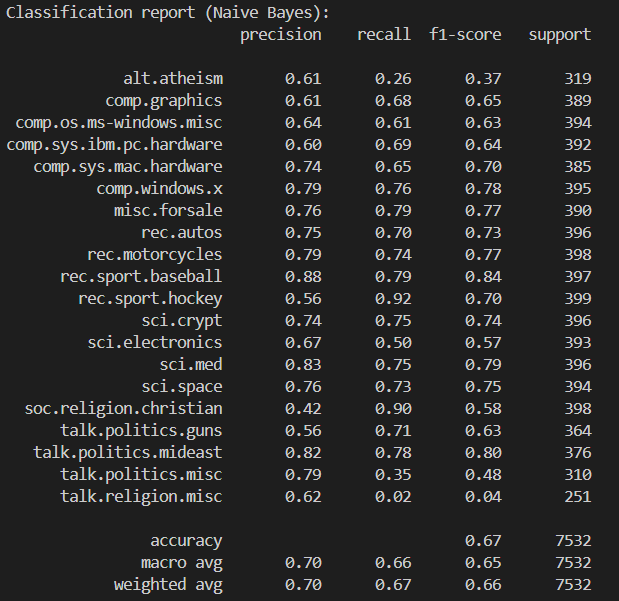 Classification report (Naive Bayes):
precision recall f1-score support
alt.atheism 0.61 0.26 0.37 319
comp.graphics 0.61 0.68 0.65 389
comp.os.ms-windows.misc 0.64 0.61 0.63 394
comp.sys.ibm.pc.hardware 0.60 0.69 0.64 392
comp.sys.mac.hardware 0.74 0.65 0.70 385
comp.windows.x 0.79 0.76 0.78 395
misc.forsale 0.76 0.79 0.77 390
rec.autos 0.75 0.70 0.73 396
rec.motorcycles 0.79 0.74 0.77 398
rec.sport.baseball 0.88 0.79 0.84 397
rec.sport.hockey 0.56 0.92 0.70 399
sci.crypt 0.74 0.75 0.74 396
sci.electronics 0.67 0.50 0.57 393
sci.med 0.83 0.75 0.79 396
sci.space 0.76 0.73 0.75 394
soc.religion.christian 0.42 0.90 0.58 398
talk.politics.guns 0.56 0.71 0.63 364
talk.politics.mideast 0.82 0.78 0.80 376
talk.politics.misc 0.79 0.35 0.48 310
talk.religion.misc 0.62 0.02 0.04 251
accuracy 0.67 7532
macro avg 0.70 0.66 0.65 7532
weighted avg 0.70 0.67 0.66 7532